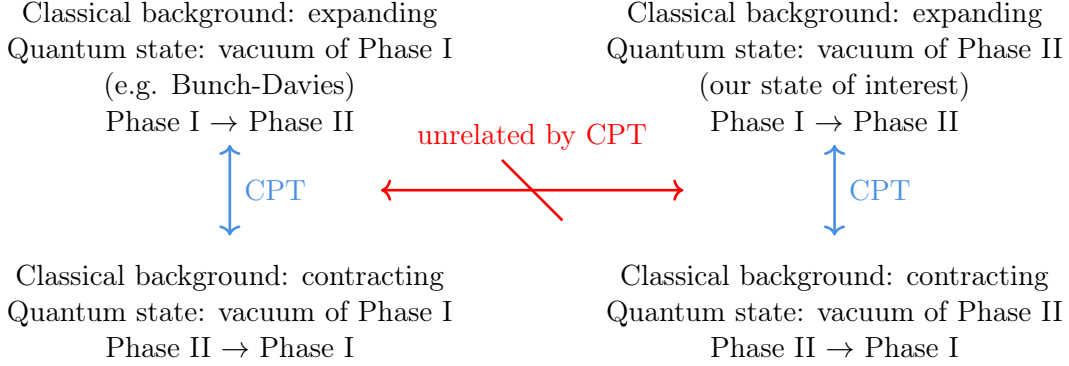 Classical background: expanding
Quantum state: vacuum of Phase I
(e.g. Bunch-Davies)
Phase I → Phase II
Classical background: expanding
Quantum state: vacuum of Phase II
(our state of interest)
Phase I → Phase II
unrelated by CPT
CPT
CPT
Classical background: contracting
Quantum state: vacuum of Phase I
Phase II → Phase I
Classical background: contracting
Quantum state: vacuum of Phase II
Phase II → Phase I